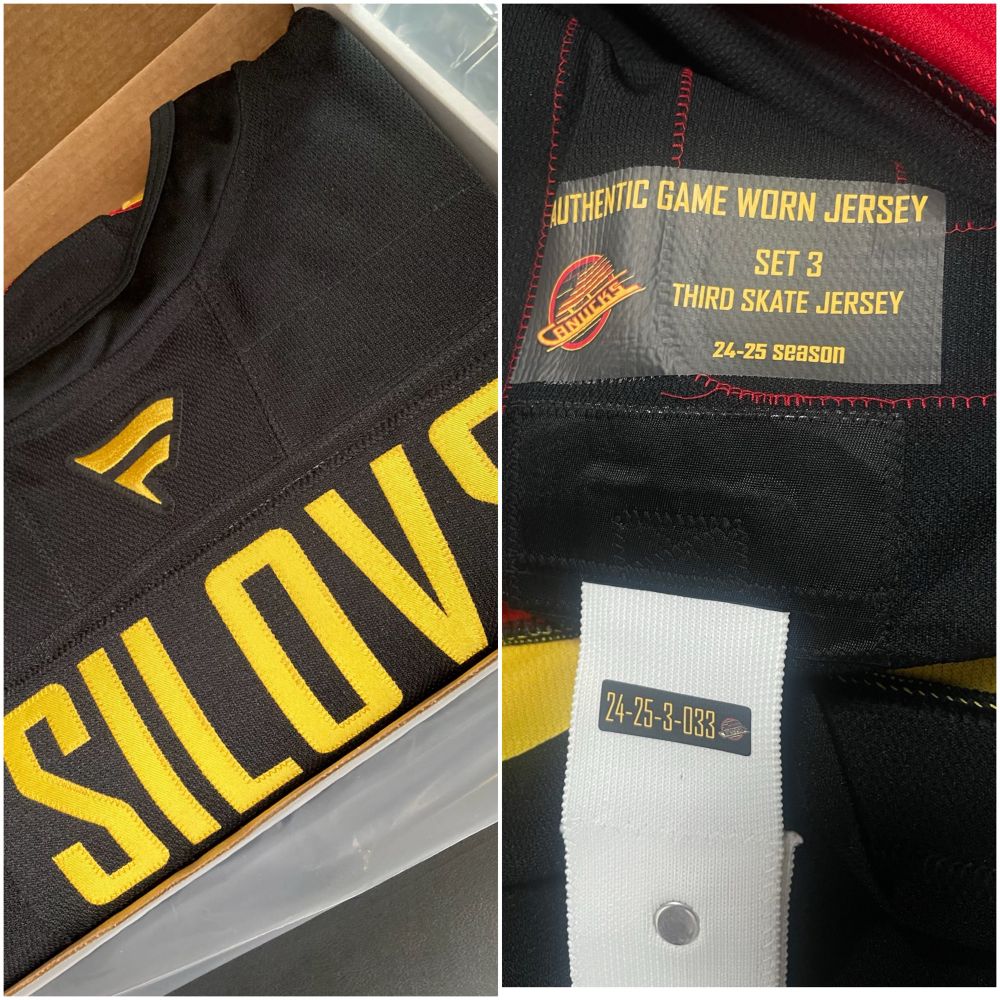 SILOVS
AUTHENTIC GAME WORN JERSEY
SET 3
CANUCKS
THIRD SKATE JERSEY
24-25 season
24-25-3-033